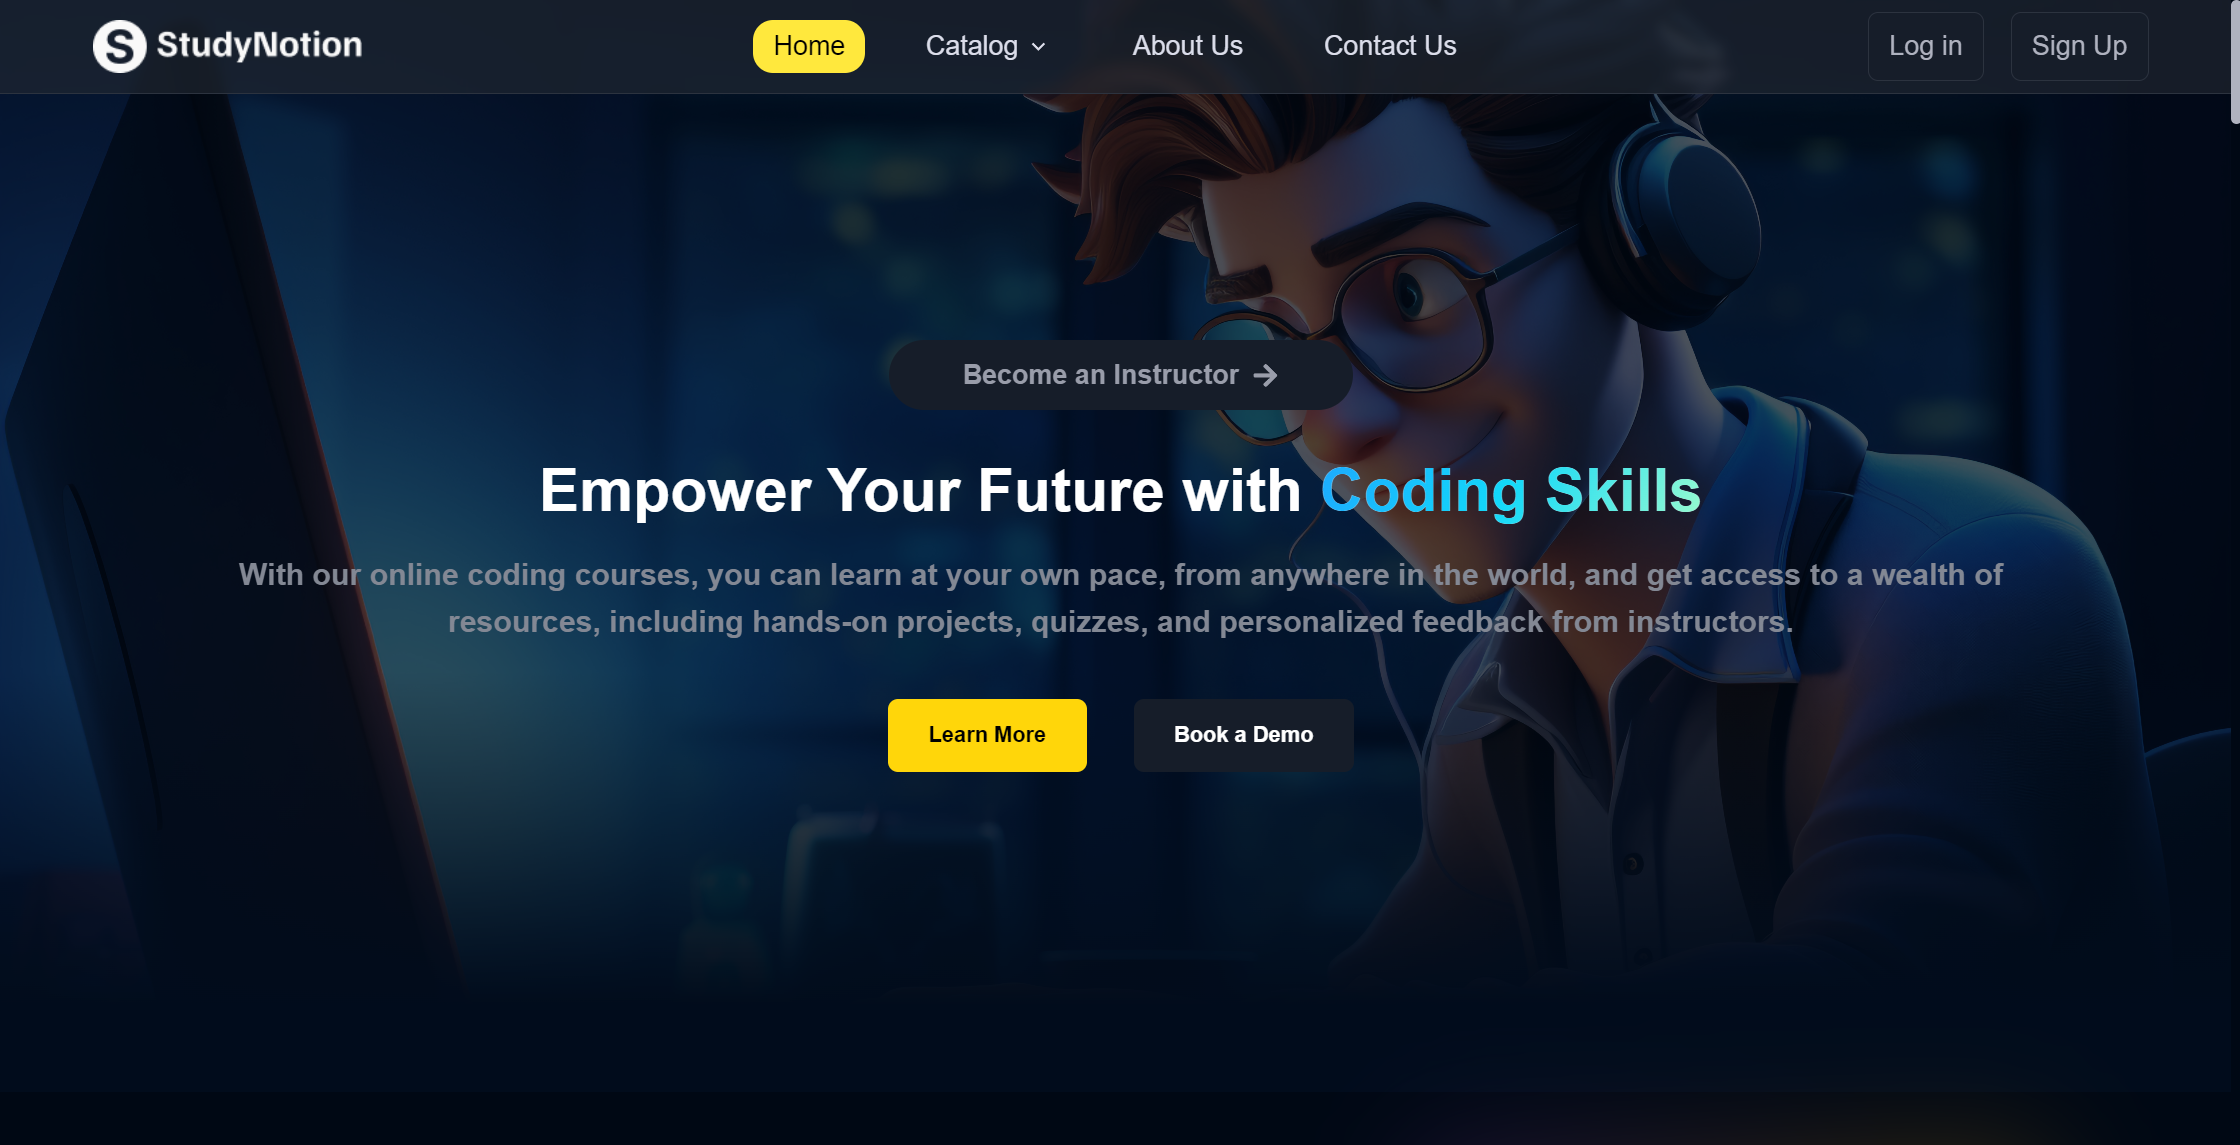 StudyNotion
Home
Catalog
About Us
Contact Us
Log in
Sign Up
Become an Instructor
Empower Your Future with Coding Skills
With our online coding courses, you can learn at your own pace, from anywhere in the world, and get access to a wealth of
resources, including hands-on projects, quizzes, and personalized feedback from instructors.
Learn More
Book a Demo